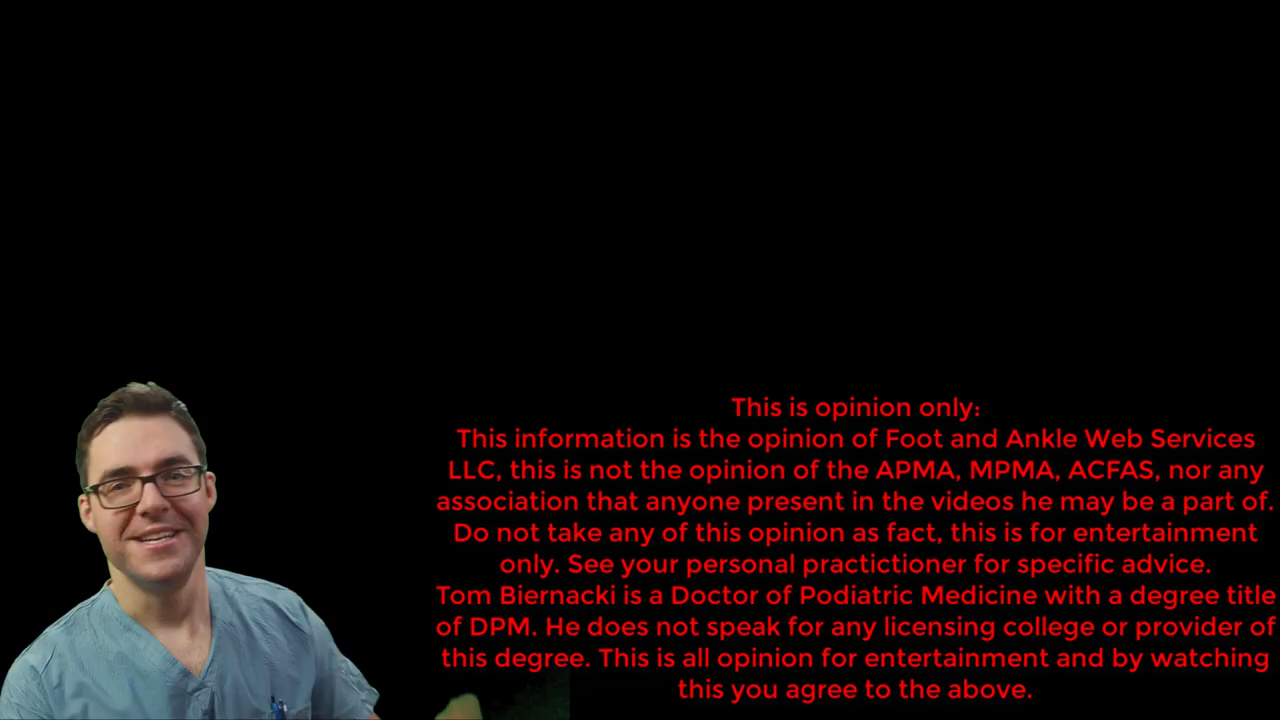 This is opinion only:
This information is the opinion of Foot and Ankle Web Services
LLC, this is not the opinion of the APMA, MPMA, ACFAS, nor any
association that anyone present in the videos he may be a part of.
Do not take any of this opinion as fact, this is for entertainment
only. See your personal practictioner for specific advice.
Tom Biernacki is a Doctor of Podiatric Medicine with a degree title
of DPM. He does not speak for any licensing college or provider of
this degree. This is all opinion for entertainment and by watching
this you agree to the above.